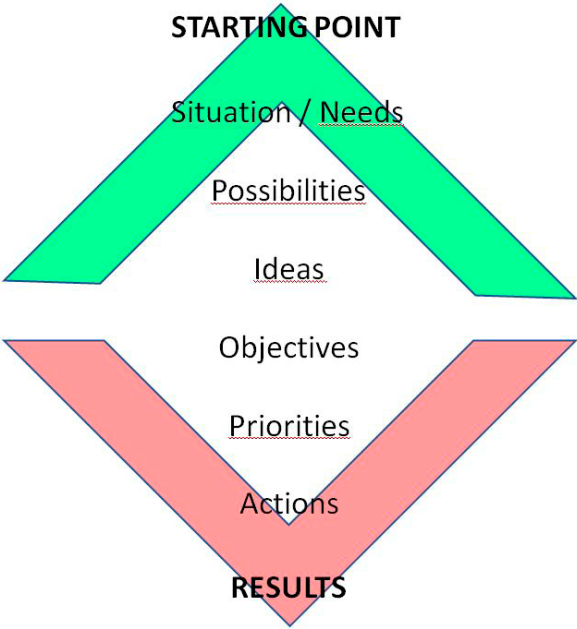 STARTING POINT
Situation / Needs
Possibilities
Ideas
Objectives
Priorities
Actions
RESULTS